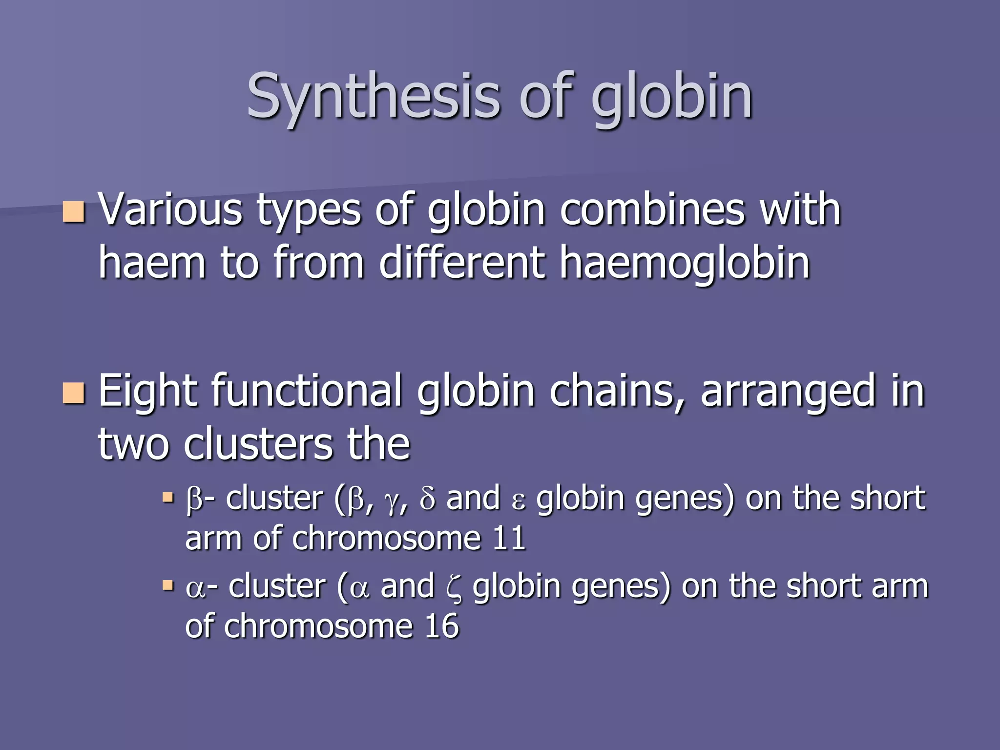 Synthesis of globin
Various types of globin combines with
haem to from different haemoglobin
Eight functional globin chains, arranged in
two clusters the
β- cluster (β, γ, δ and ε globin genes) on the short
arm of chromosome 11
α- cluster (α and ζ globin genes) on the short arm
of chromosome 16